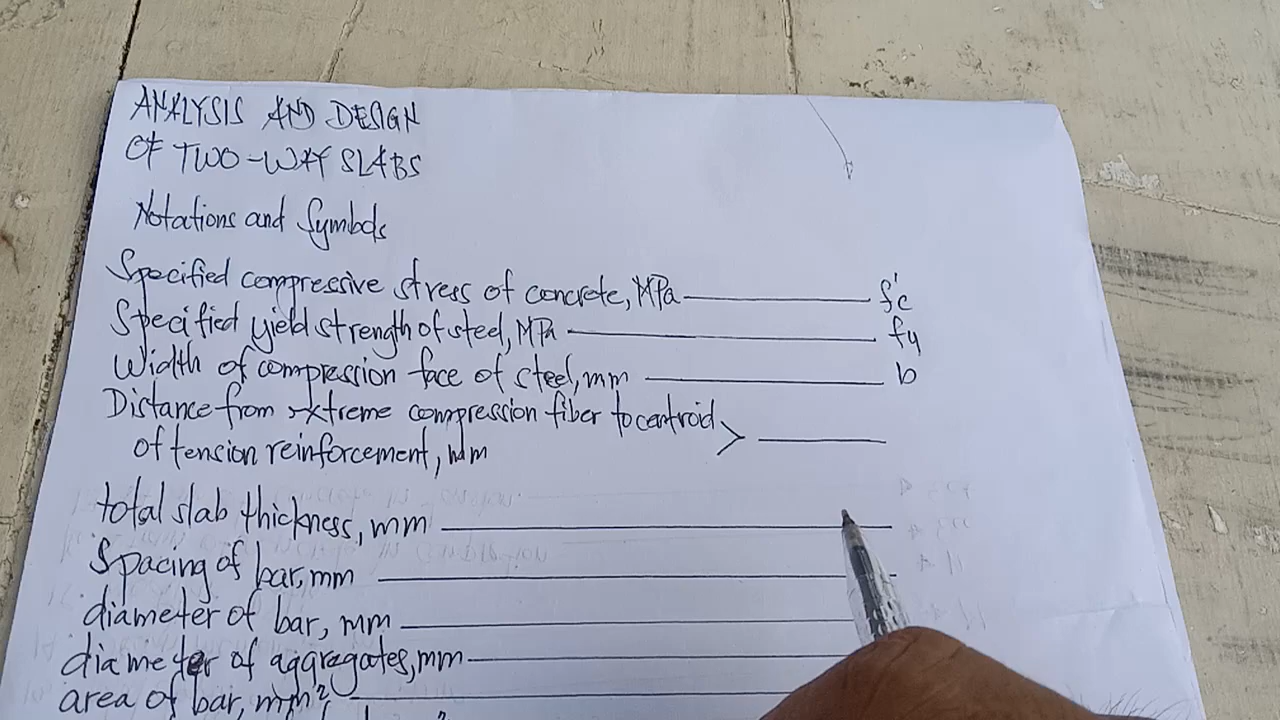 ANALYSIS AND DESIGN
OF TWO-WAY SLABS
Notations and Symbols
Specified compressive stress of concrete, MPa f'c
Specified yield strength of steel, MPa fy
Width of compression face of steel, mm b
Distance from extreme compression fiber to centroid
of tension reinforcement, mm
total slab thickness, mm
Spacing of bar, mm
diameter of bar, mm
diameter of aggregates, mm
area of bar, mm²